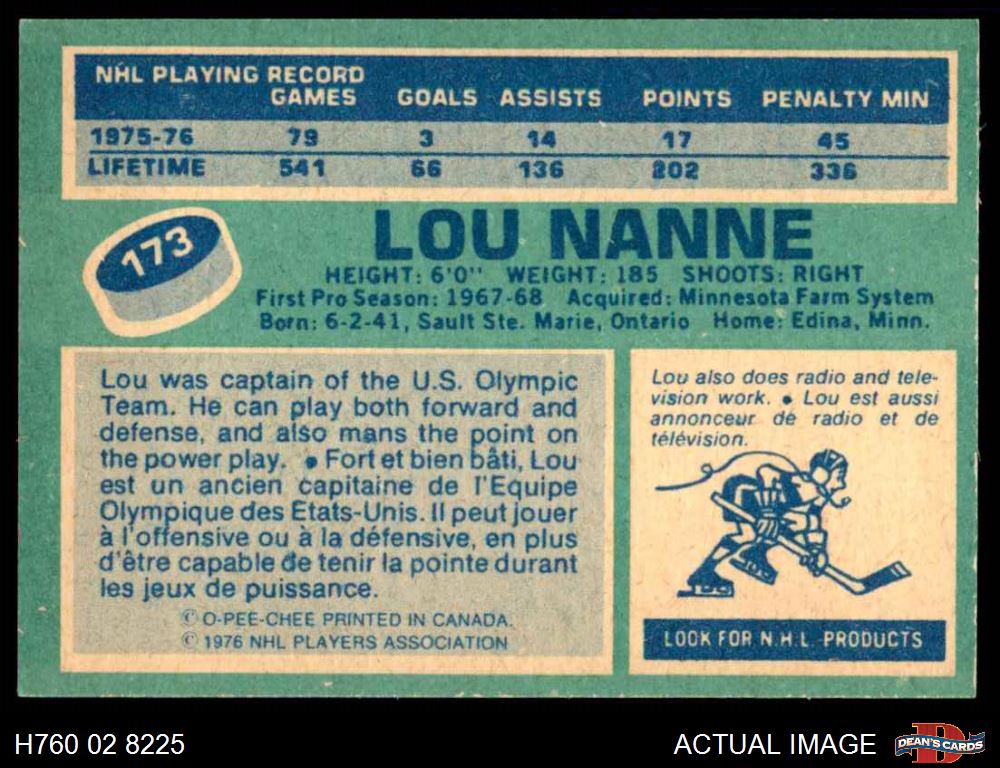 NHL PLAYING RECORD
GAMES GOALS ASSISTS POINTS PENALTY MIN
1975-76 79 3 14 17 45
LIFETIME 541 66 136 202 336
173
LOU NANNE
HEIGHT: 6'0" WEIGHT: 185 SHOOTS: RIGHT
First Pro Season: 1967-68 Acquired: Minnesota Farm System
Born: 6-2-41, Sault Ste. Marie, Ontario Home: Edina, Minn.
Lou was captain of the U.S. Olympic
Team. He can play both forward and
defense, and also mans the point on
the power play. • Fort et bien bâti, Lou
est un ancien capitaine de l'Equipe
Olympique des Etats-Unis. Il peut jouer
à l'offensive ou à la défensive, en plus
d'être capable de tenir la pointe durant
les jeux de puissance.
© O-PEE-CHEE PRINTED IN CANADA.
© 1976 NHL PLAYERS ASSOCIATION
Lou also does radio and tele-
vision work. • Lou est aussi
annonceur de radio et de
télévision.
LOOK FOR N.H.L. PRODUCTS
H760 02 8225
ACTUAL IMAGE
D
DEAN'S CARDS